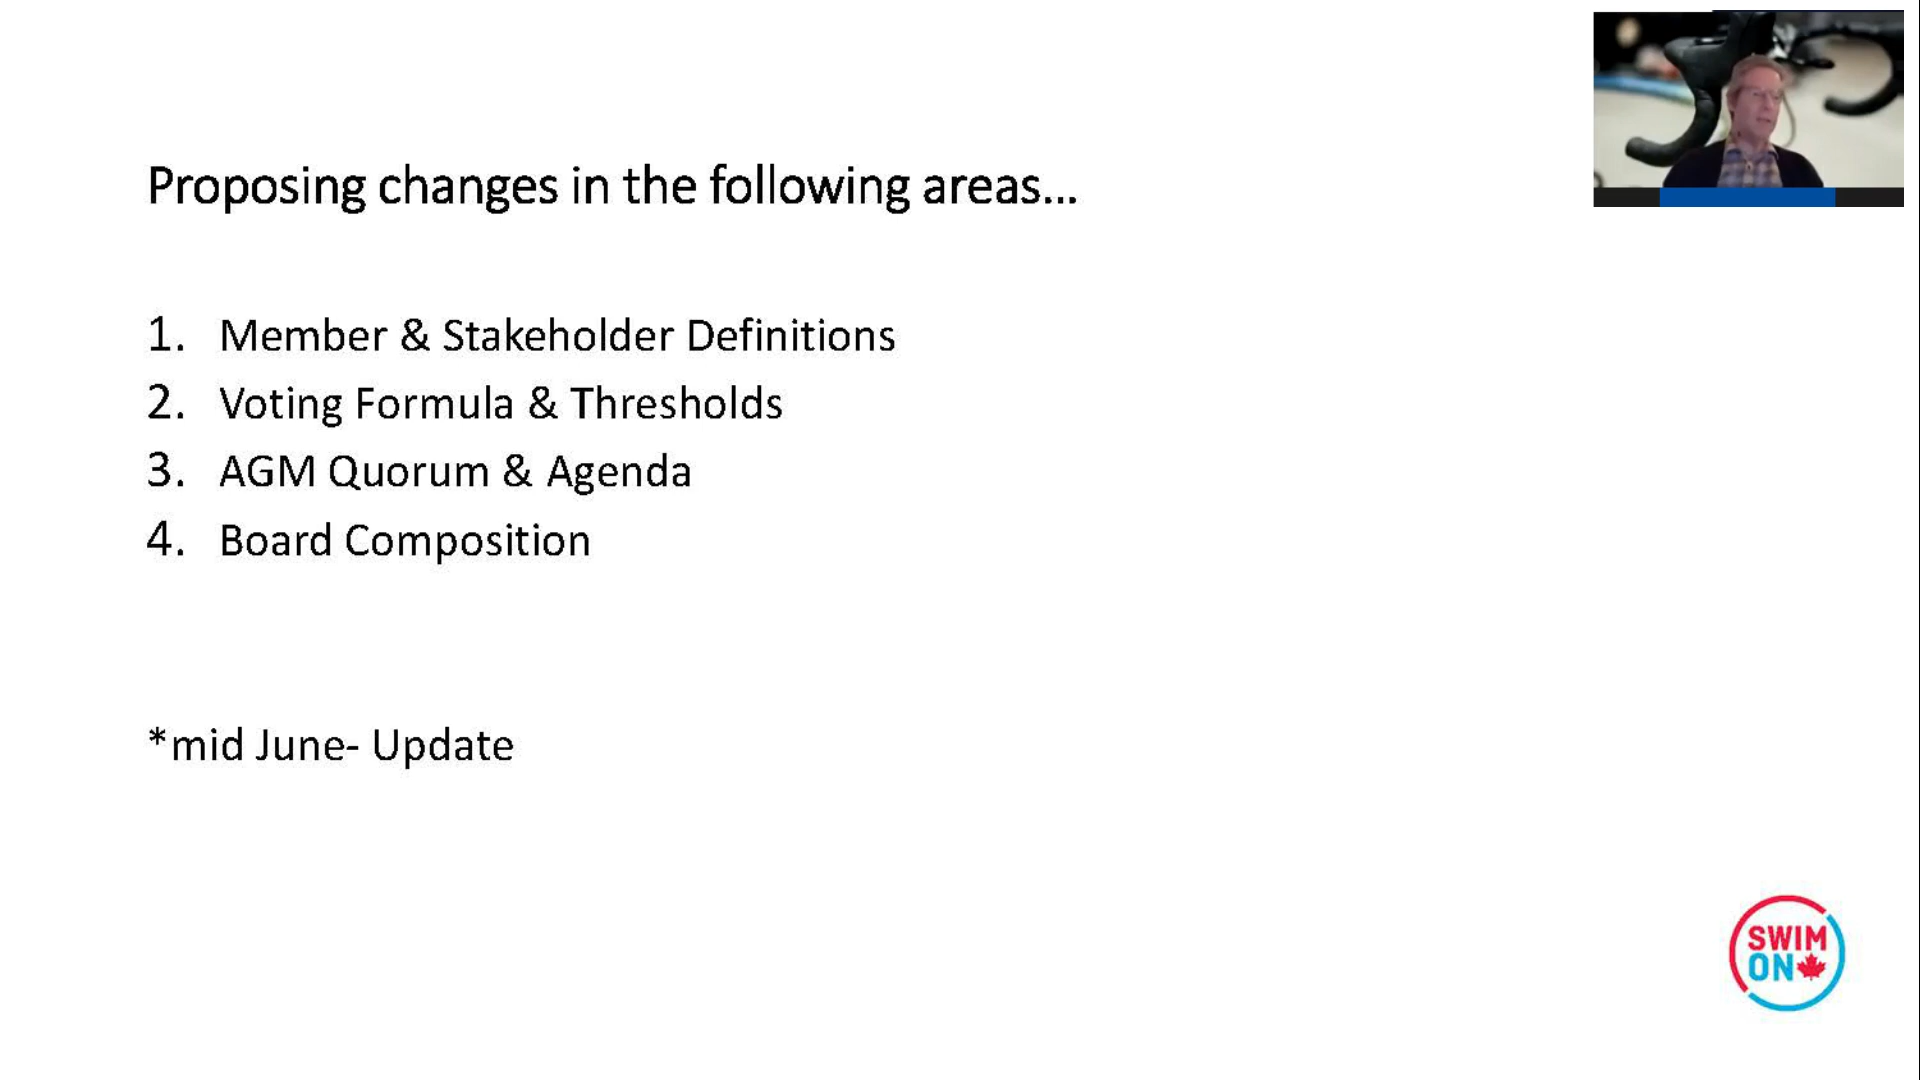 Proposing changes in the following areas...
1. Member & Stakeholder Definitions
2. Voting Formula & Thresholds
3. AGM Quorum & Agenda
4. Board Composition
*mid June- Update
SWIM
ON